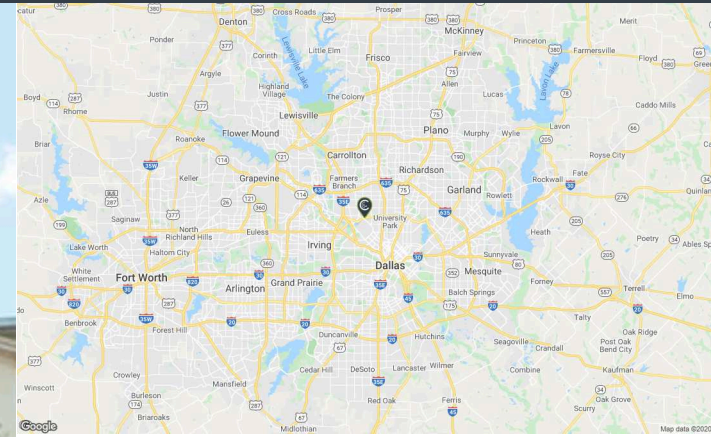 catur
Denton
Cross Roads
Prosper
McKinney
Merit
Ponder
Princeton
Farmersville
Floyd
Corinth
Little Elm
Frisco
Fairview
Lewisville Lake
Argyle
Highland
Village
The Colony
Allen
Lucas
Lavon Lake
Boyd
Justin
Rhome
Lewisville
Caddo Mills
Flower Mound
Plano
Murphy
Wylie
Lavon
Briar
Roanoke
Carrollton
Royse City
Keller
Grapevine
Farmers
Branch
Richardson
Garland
Rowlett
Rockwall
Fate
Quinlan
Azle
Saginaw
North
Richland Hills
Euless
Irving
University
Park
Heath
Poetry
Ables Sp
Lake Worth
Haltom City
White
Settlement
Fort Worth
Arlington
Grand Prairie
Dallas
Mesquite
Sunnyvale
Forney
Terrell
Elmo
Balch Springs
Benbrook
Forest Hill
Duncanville
Hutchins
Seagoville
Talty
Crandall
Oak Ridge
Post Oak
Bend City
Crowley
Cedar Hill
DeSoto
Lancaster
Wilmer
Combine
Kaufman
Winscott
Burleson
Mansfield
Red Oak
Ferris
Oak Grove
Scurry
Briaroaks
Midlothian
Google
Map data ©2020